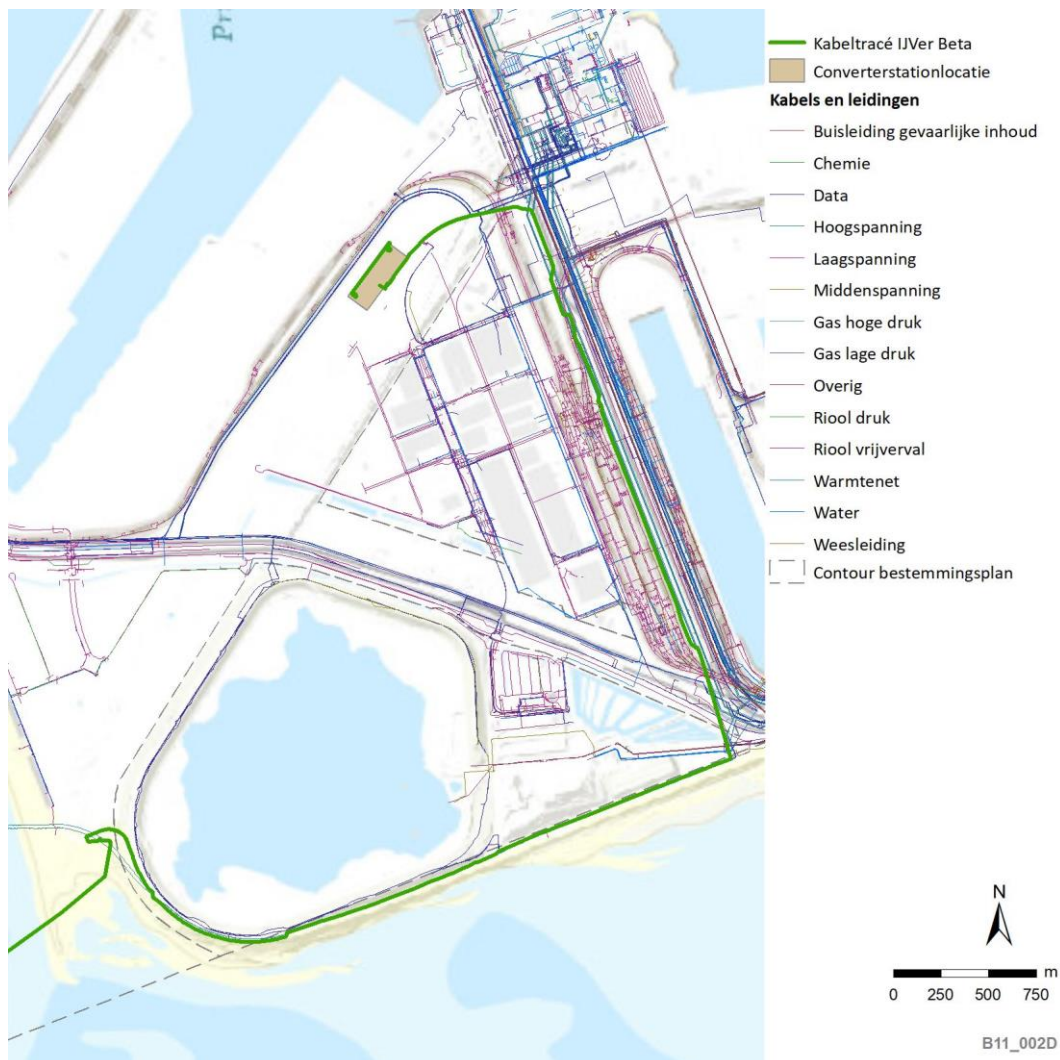 Kabeltracé IJVer Beta
Converterstationlocatie
Kabels en leidingen
Buisleiding gevaarlijke inhoud
Chemie
Data
Hoogspanning
Laagspanning
Middenspanning
Gas hoge druk
Gas lage druk
Overig
Riool druk
Riool vrijverval
Warmtenet
Water
Weesleiding
Contour bestemmingsplan
N
m
0 250 500 750
B11_002D